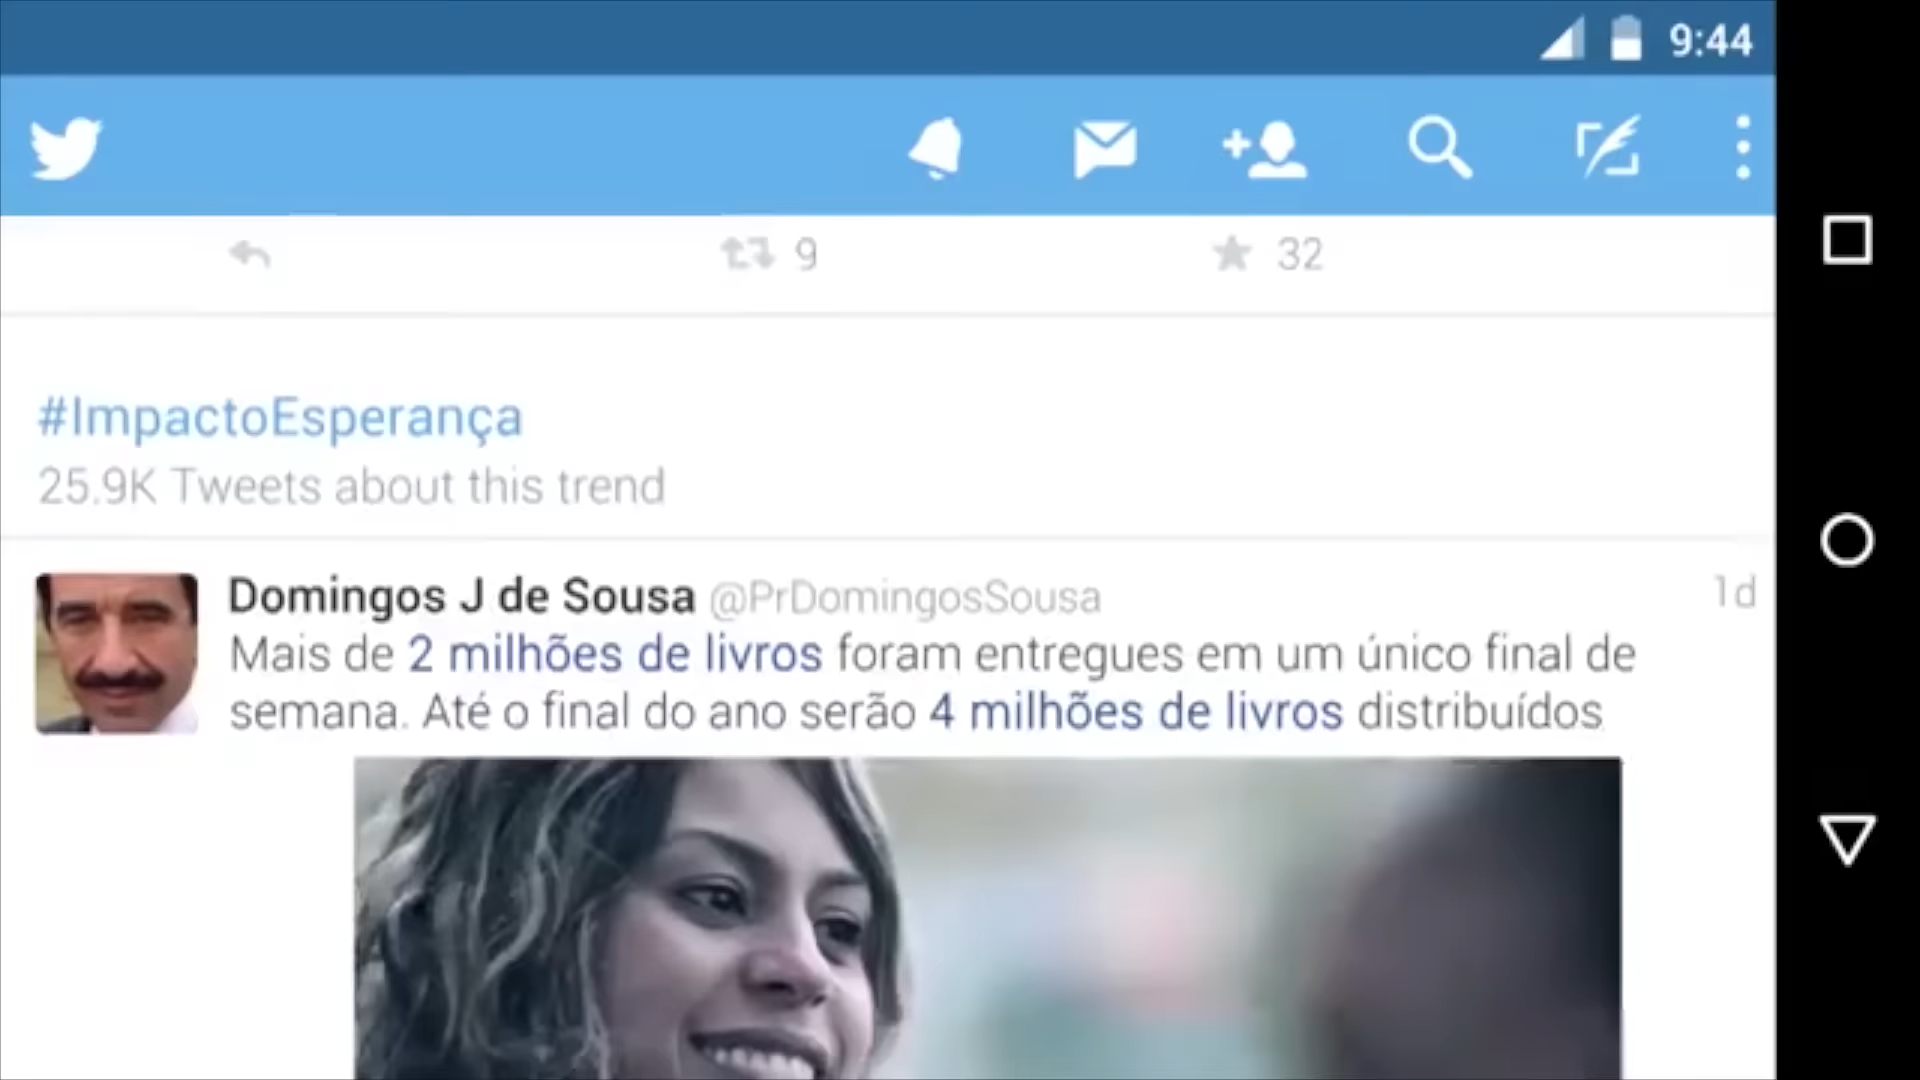 9:44
9
32
#ImpactoEsperança
25.9K Tweets about this trend
Domingos J de Sousa @PrDomingosSousa
1d
Mais de 2 milhões de livros foram entregues em um único final de
semana. Até o final do ano serão 4 milhões de livros distribuídos